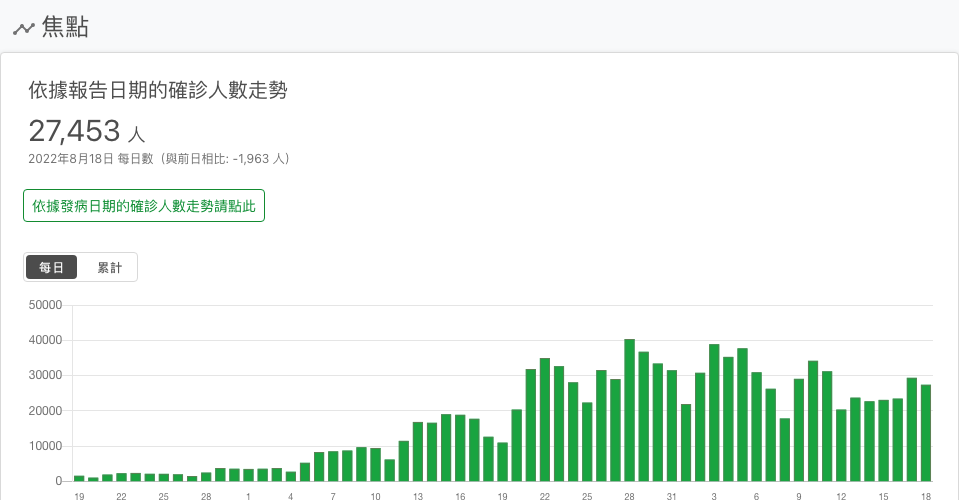 焦點
依據報告日期的確診人數走勢
27,453 人
2022年8月18日 每日數（與前日相比: -1,963 人）
依據發病日期的確診人數走勢請點此
每日 累計
50000
40000
30000
20000
10000
0
19 22 25 28 1 4 7 10 13 16 19 22 25 28 31 3 6 9 12 15 18